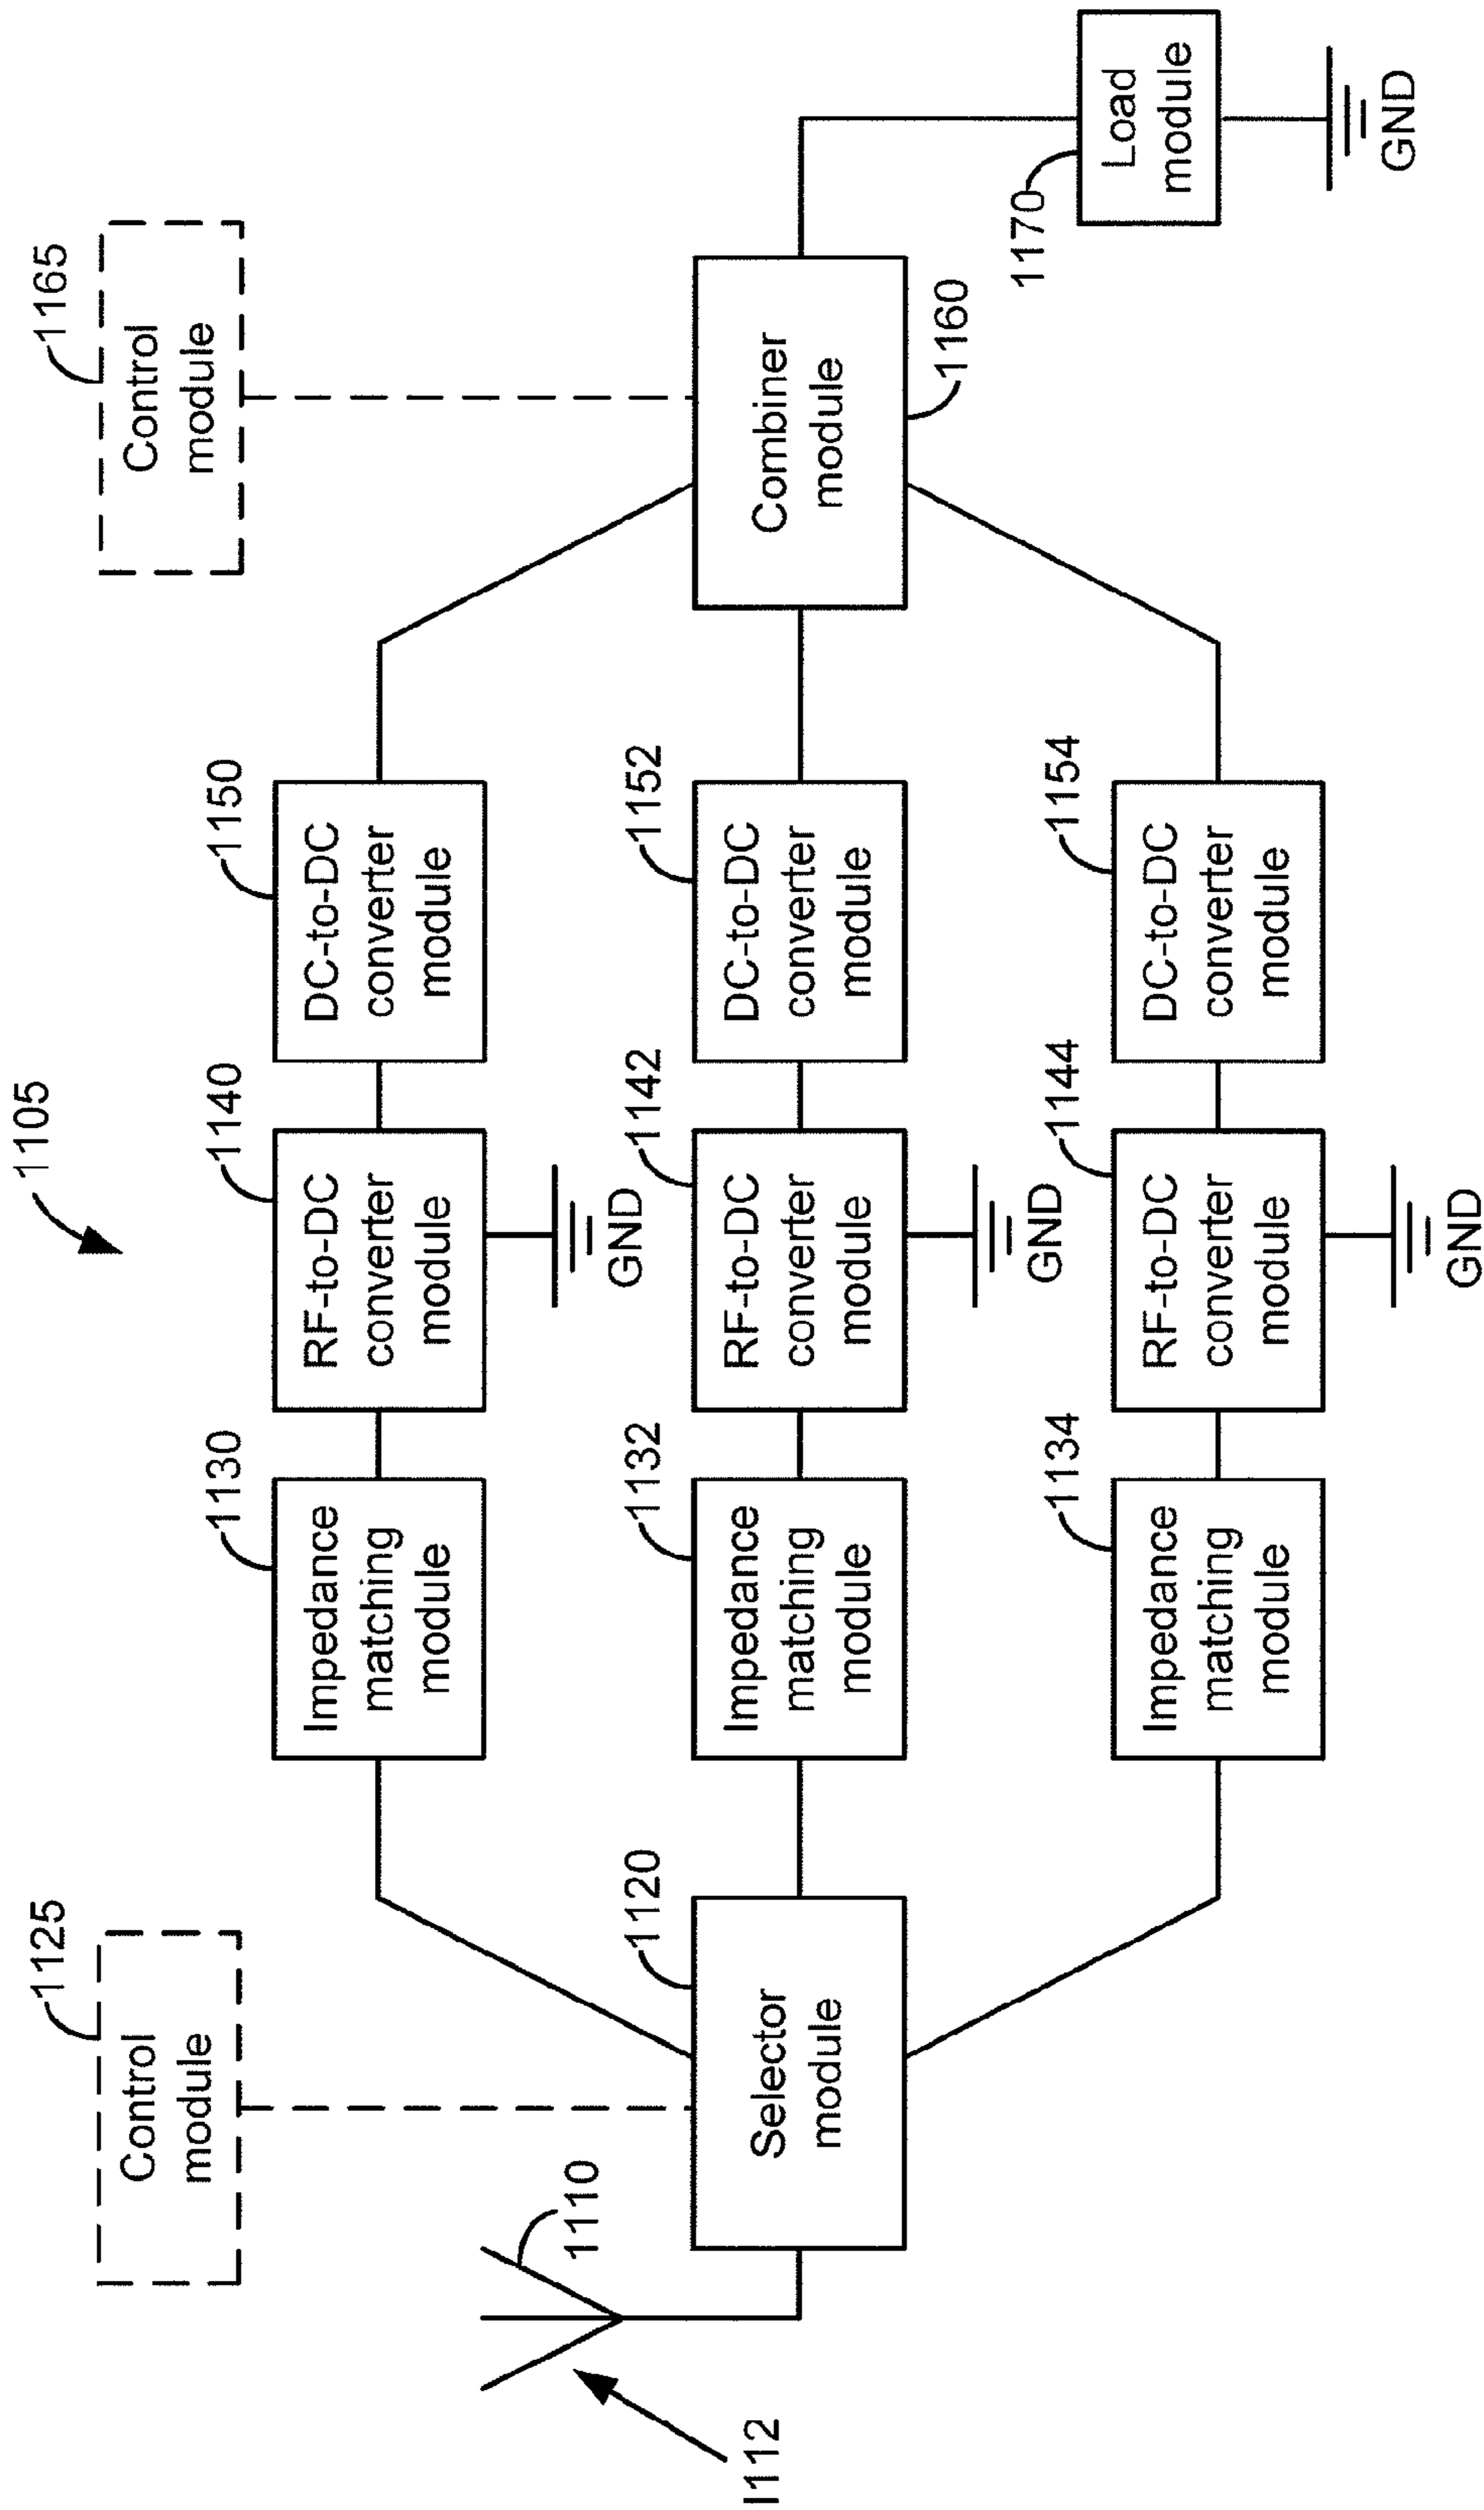 1105
1125
Control
module
1165
Control
module
1110
1112
1120
Selector
module
1130
Impedance
matching
module
1140
RF-to-DC
converter
module
GND
1150
DC-to-DC
converter
module
1132
Impedance
matching
module
1142
RF-to-DC
converter
module
GND
1152
DC-to-DC
converter
module
1134
Impedance
matching
module
1144
RF-to-DC
converter
module
GND
1154
DC-to-DC
converter
module
Combiner
module
1160
1170
Load
module
GND